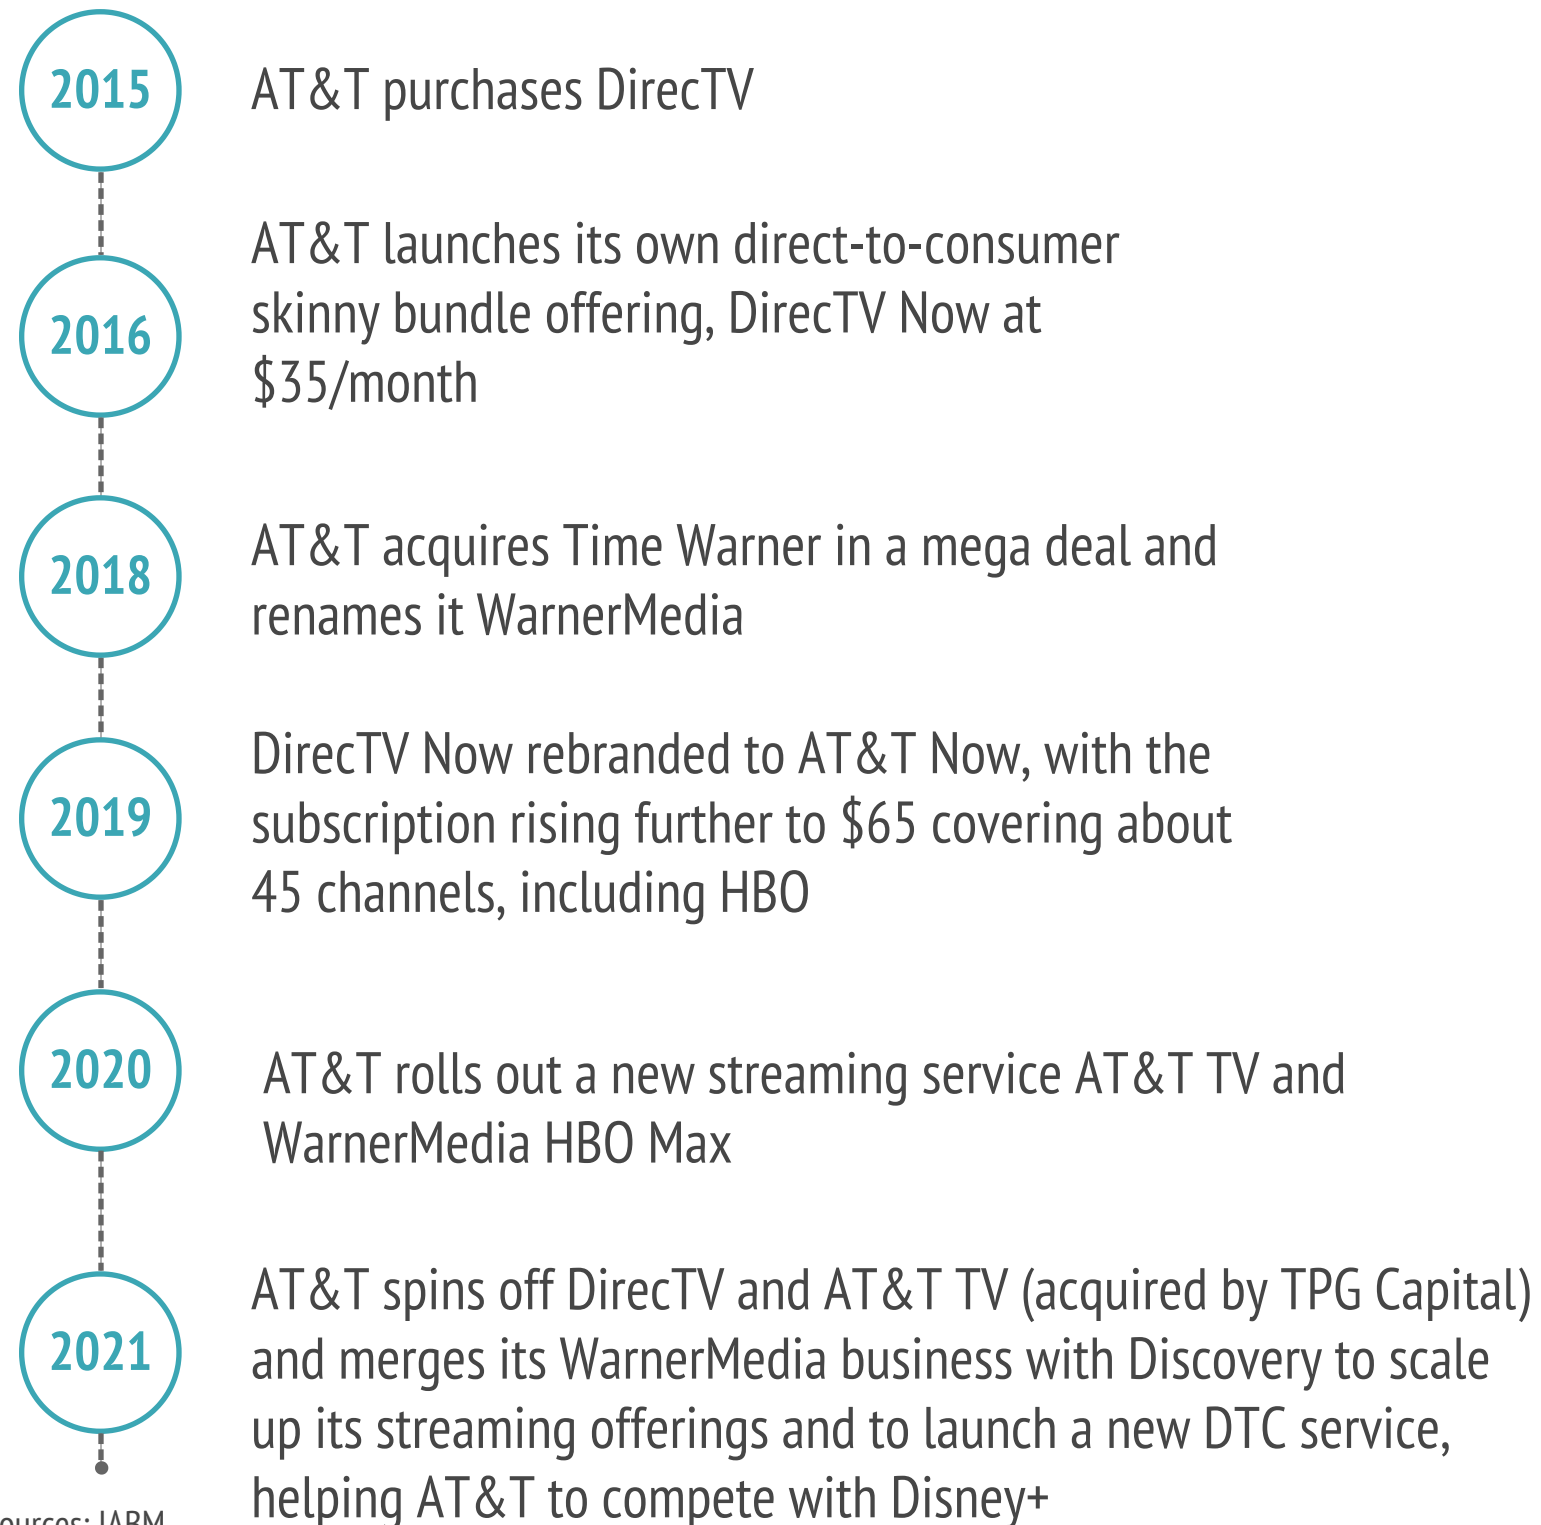 2015
AT&T purchases DirecTV
2016
AT&T launches its own direct-to-consumer
skinny bundle offering, DirecTV Now at
$35/month
2018
AT&T acquires Time Warner in a mega deal and
renames it WarnerMedia
2019
DirecTV Now rebranded to AT&T Now, with the
subscription rising further to $65 covering about
45 channels, including HBO
2020
AT&T rolls out a new streaming service AT&T TV and
WarnerMedia HBO Max
2021
AT&T spins off DirecTV and AT&T TV (acquired by TPG Capital)
and merges its WarnerMedia business with Discovery to scale
up its streaming offerings and to launch a new DTC service,
helping AT&T to compete with Disney+
ources: IABM